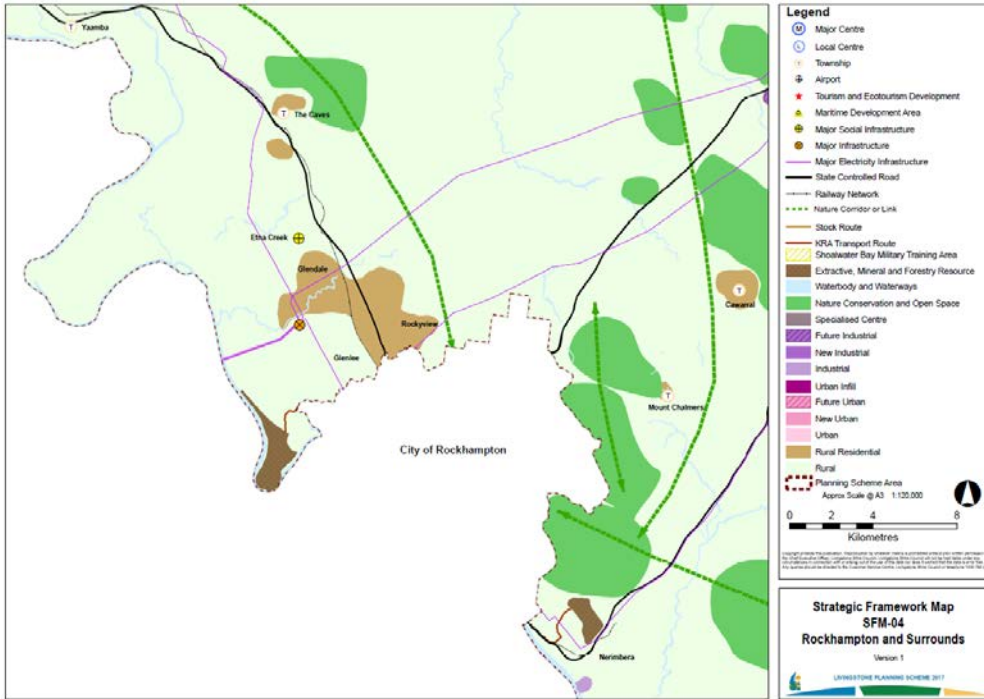 Yaamba
T
The Caves
T
Etna Creek
Glendale
Rockyview
Glenlee
Cawarral
T
Mount Chalmers
T
City of Rockhampton
Nerimbera
Legend
M Major Centre
L Local Centre
T Township
Airport
Tourism and Ecotourism Development
Maritime Development Area
Major Social Infrastructure
Major Infrastructure
Major Electricity Infrastructure
State Controlled Road
Railway Network
Nature Corridor or Link
Stock Route
KRA Transport Route
Shoalwater Bay Military Training Area
Extractive, Mineral and Forestry Resource
Waterbody and Waterways
Nature Conservation and Open Space
Specialised Centre
Future Industrial
New Industrial
Industrial
Urban Infill
Future Urban
New Urban
Urban
Rural Residential
Rural
Planning Scheme Area
Approx Scale @ A3 1:120,000
0 2 4 8
Kilometres
Strategic Framework Map
SFM-04
Rockhampton and Surrounds
Version 1
LIVINGSTONE PLANNING SCHEME 2017